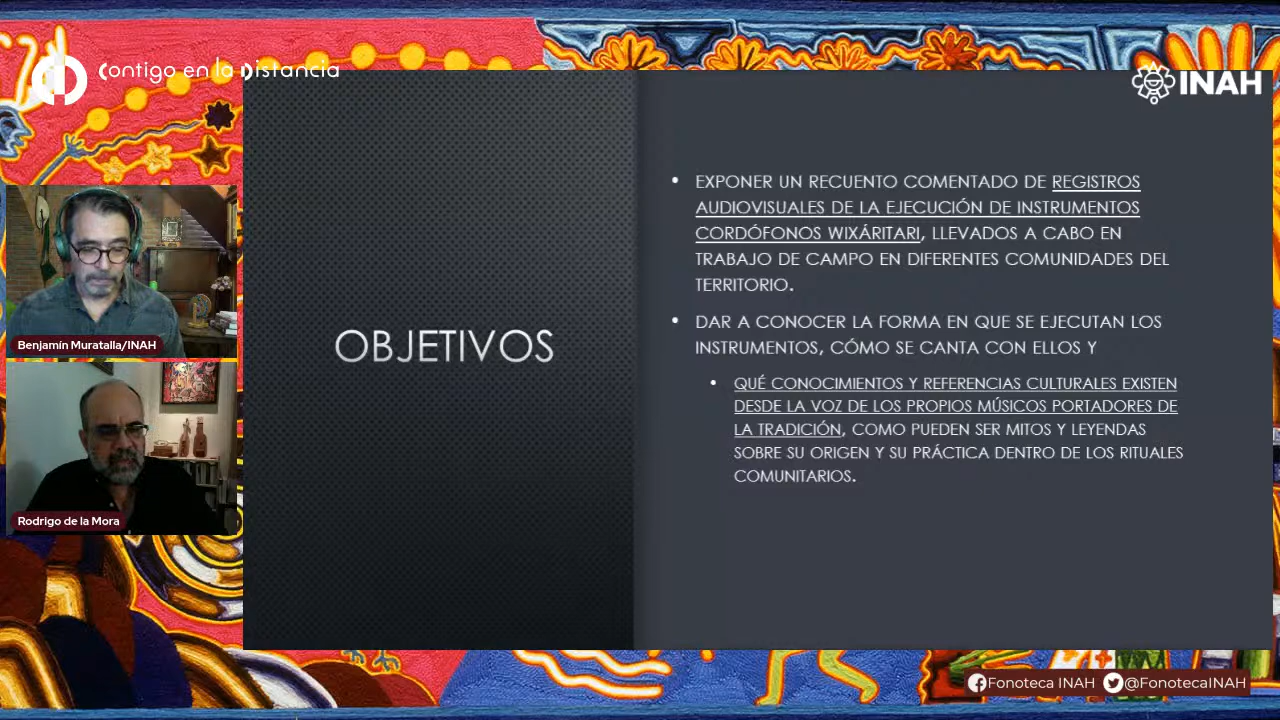 Contigo en la Distancia
INAH
OBJETIVOS
• EXPONER UN RECUENTO COMENTADO DE REGISTROS
AUDIOVISUALES DE LA EJECUCIÓN DE INSTRUMENTOS
CORDÓFONOS WIXÁRITARI, LLEVADOS A CABO EN
TRABAJO DE CAMPO EN DIFERENTES COMUNIDADES DEL
TERRITORIO.
• DAR A CONOCER LA FORMA EN QUE SE EJECUTAN LOS
INSTRUMENTOS, CÓMO SE CANTA CON ELLOS Y
• QUÉ CONOCIMIENTOS Y REFERENCIAS CULTURALES EXISTEN
DESDE LA VOZ DE LOS PROPIOS MÚSICOS PORTADORES DE
LA TRADICIÓN, COMO PUEDEN SER MITOS Y LEYENDAS
SOBRE SU ORIGEN Y SU PRÁCTICA DENTRO DE LOS RITUALES
COMUNITARIOS.
Benjamín Muratalla/INAH
Rodrigo de la Mora
Fonoteca INAH @FonotecaINAH